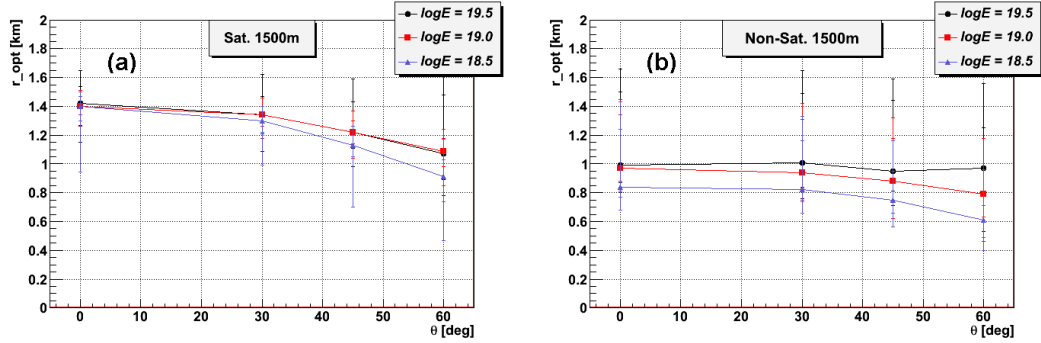 r_opt [km]
2
1.8
1.6
1.4
1.2
1
0.8
0.6
0.4
0.2
0
(a)
Sat. 1500m
logE = 19.5
logE = 19.0
logE = 18.5
0 10 20 30 40 50 60
θ [deg]
r_opt [km]
2
1.8
1.6
1.4
1.2
1
0.8
0.6
0.4
0.2
0
(b)
Non-Sat. 1500m
logE = 19.5
logE = 19.0
logE = 18.5
0 10 20 30 40 50 60
θ [deg]